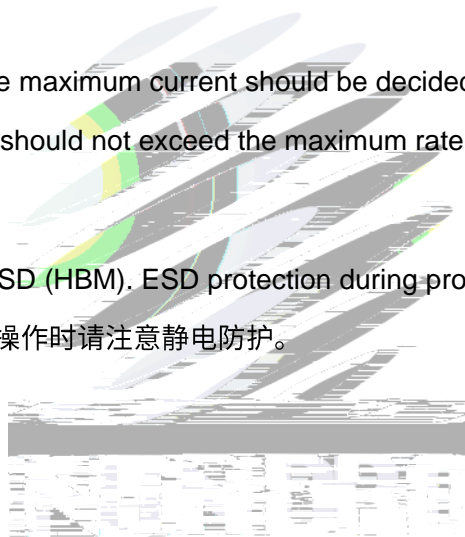 e maximum current should be decided
should not exceed the maximum rate
SD (HBM). ESD protection during pro
操作时请注意静电防护。